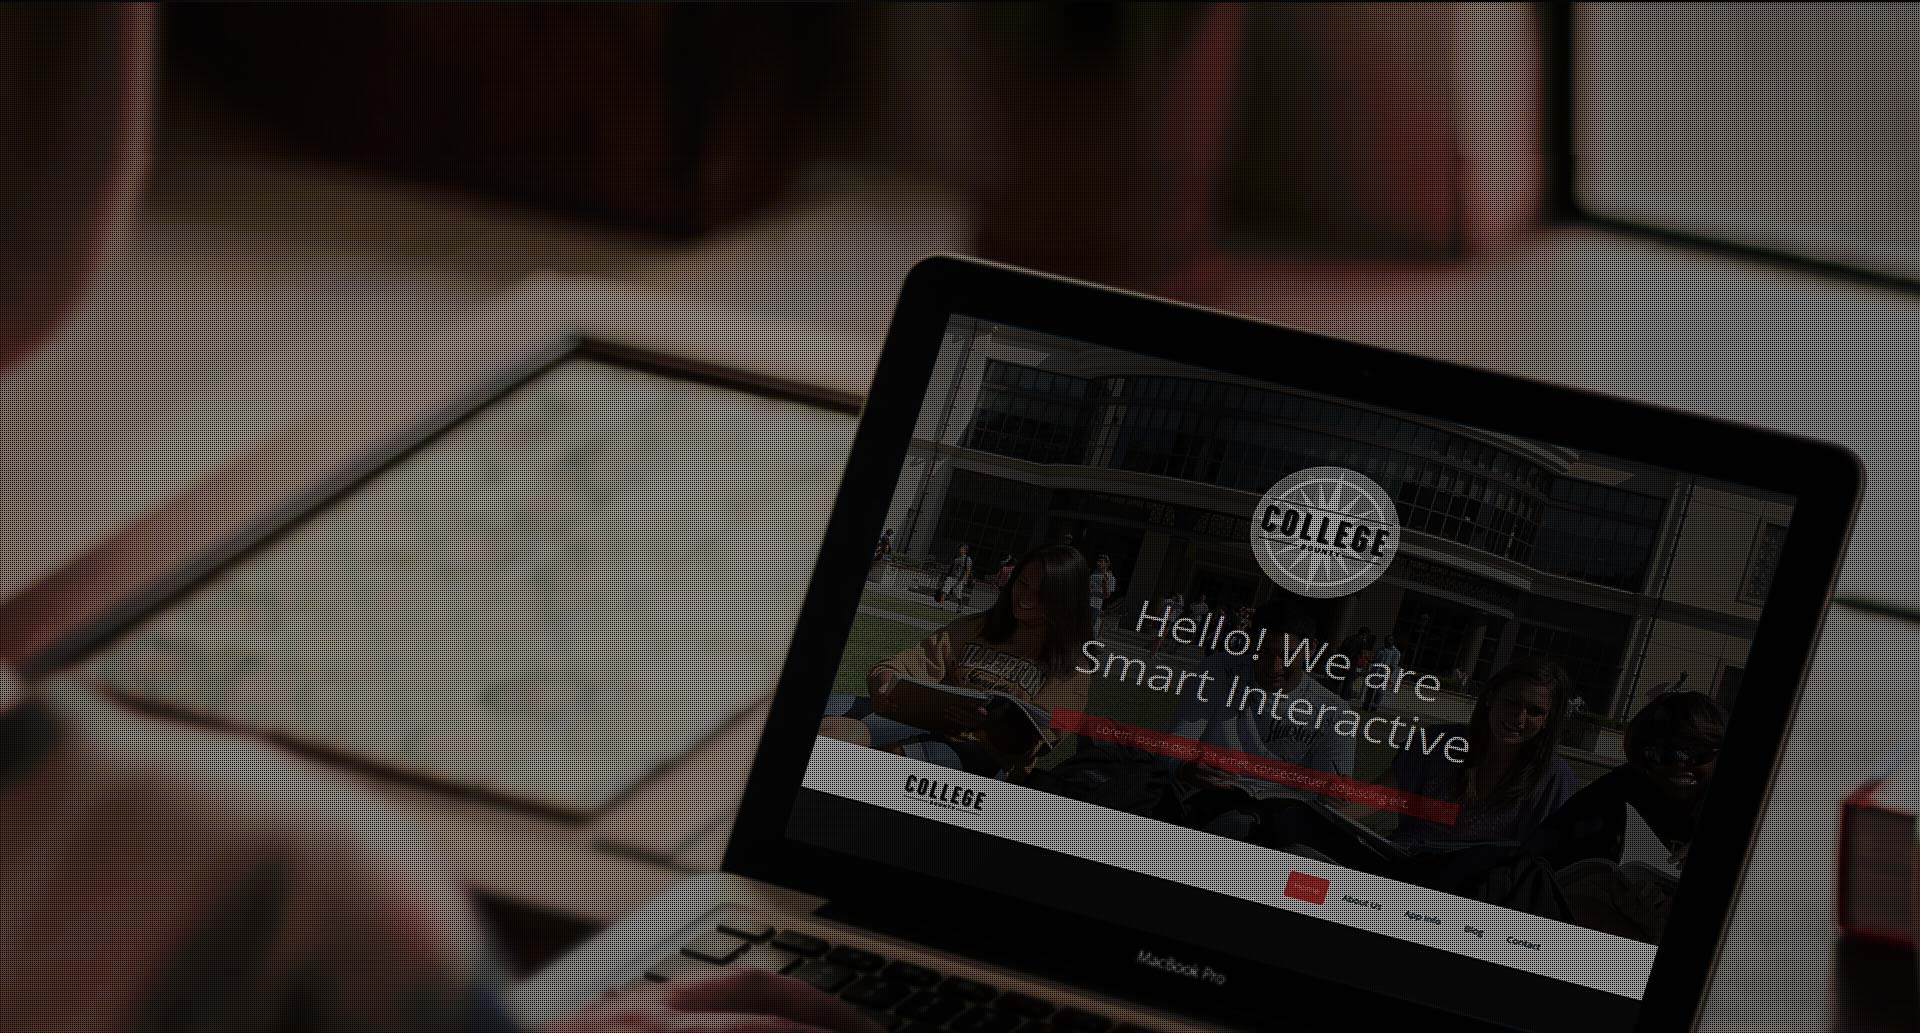 COLLEGE
BOUNTY
Hello! We are
Smart Interactive
Lorem ipsum dolor sit amet, consectetuer adipiscing elit.
COLLEGE
Home
About Us
App Info
Blog
Contact
MacBook Pro